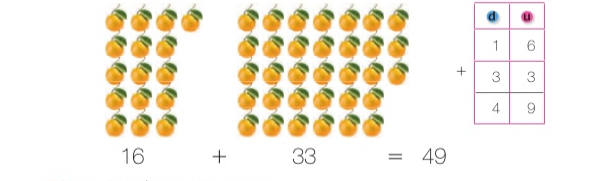 d u
1 6
+ 3 3
4 9
16 + 33 = 49